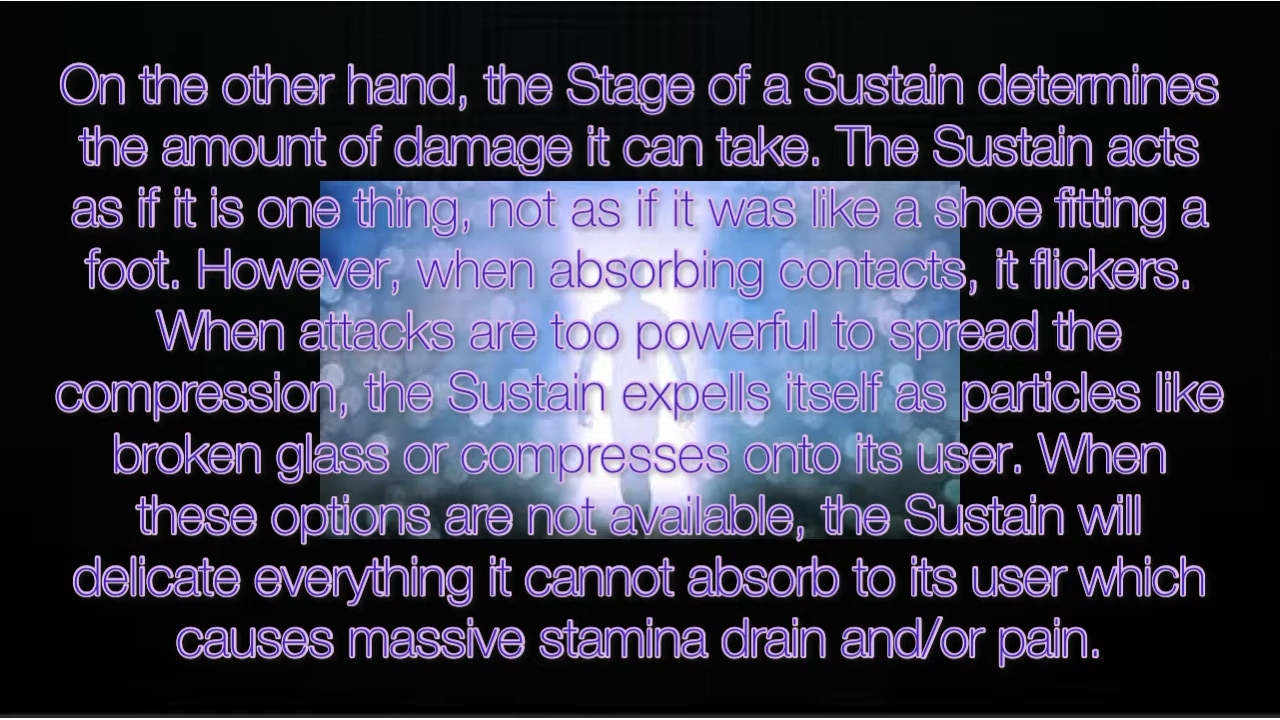 On the other hand, the Stage of a Sustain determines
the amount of damage it can take. The Sustain acts
as if it is one thing, not as if it was like a shoe fitting a
foot. However, when absorbing contacts, it flickers.
When attacks are too powerful to spread the
compression, the Sustain expells itself as particles like
broken glass or compresses onto its user. When
these options are not available, the Sustain will
delicate everything it cannot absorb to its user which
causes massive stamina drain and/or pain.